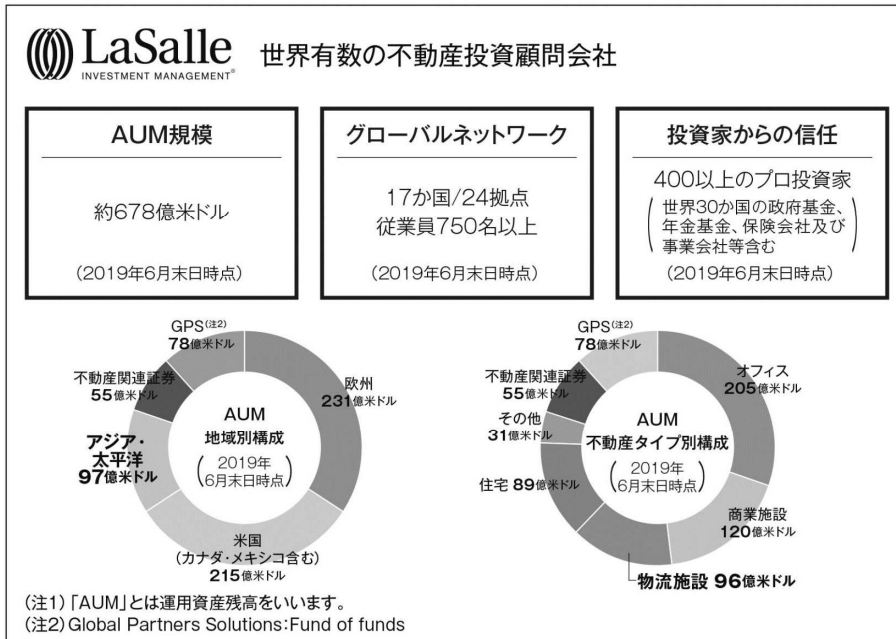 LaSalle
INVESTMENT MANAGEMENT®
世界有数の不動産投資顧問会社
AUM規模
約678億米ドル
(2019年6月末日時点)
グローバルネットワーク
17か国/24拠点
従業員750名以上
(2019年6月末日時点)
投資家からの信任
400以上のプロ投資家
(世界30か国の政府基金、
年金基金、保険会社及び
事業会社等含む)
(2019年6月末日時点)
GPS(注2)
78億米ドル
不動産関連証券
55億米ドル
アジア・
太平洋
97億米ドル
欧州
231億米ドル
AUM
地域別構成
(2019年
6月末日時点)
米国
(カナダ・メキシコ含む)
215億米ドル
GPS(注2)
78億米ドル
不動産関連証券
55億米ドル
その他
31億米ドル
住宅 89億米ドル
オフィス
205億米ドル
AUM
不動産タイプ別構成
(2019年
6月末日時点)
商業施設
120億米ドル
物流施設 96億米ドル
(注1)「AUM」とは運用資産残高をいいます。
(注2)Global Partners Solutions:Fund of funds